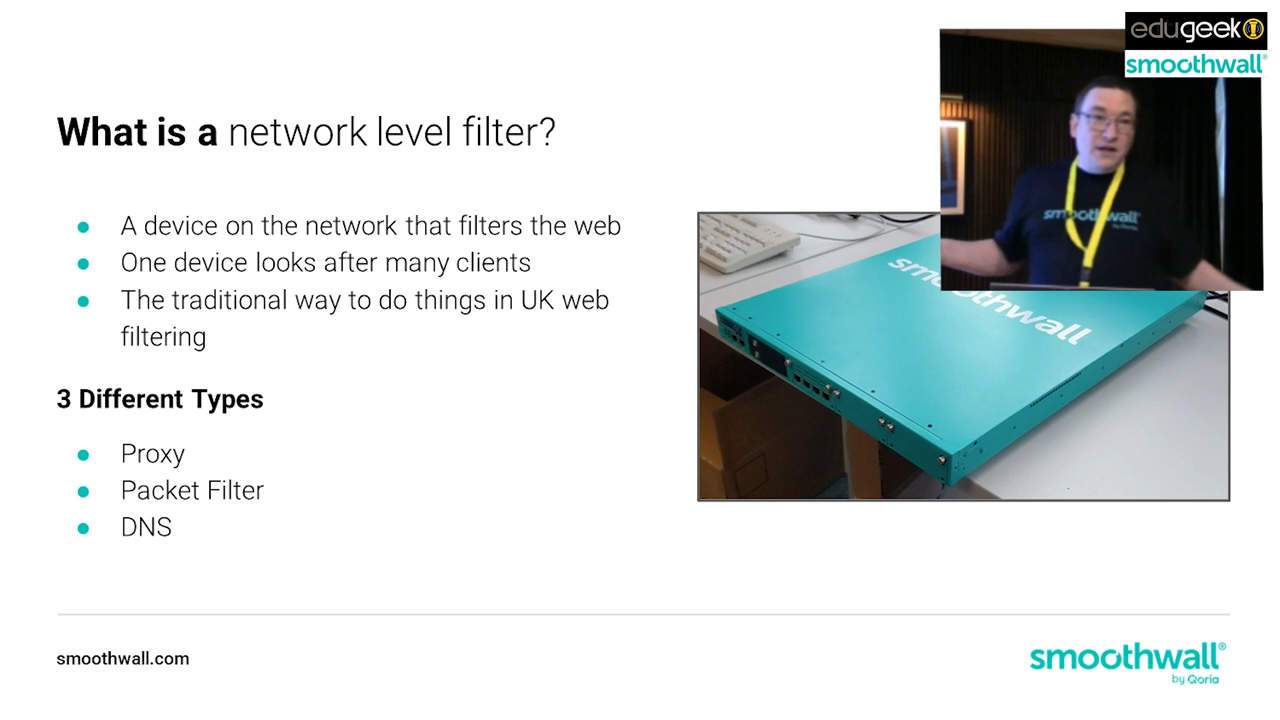 edugeek
smoothwall®
What is a network level filter?
● A device on the network that filters the web
● One device looks after many clients
● The traditional way to do things in UK web
filtering
smoothwall
by Qoria
smoothwall
3 Different Types
● Proxy
● Packet Filter
● DNS
smoothwall.com
smoothwall®
by Qoria